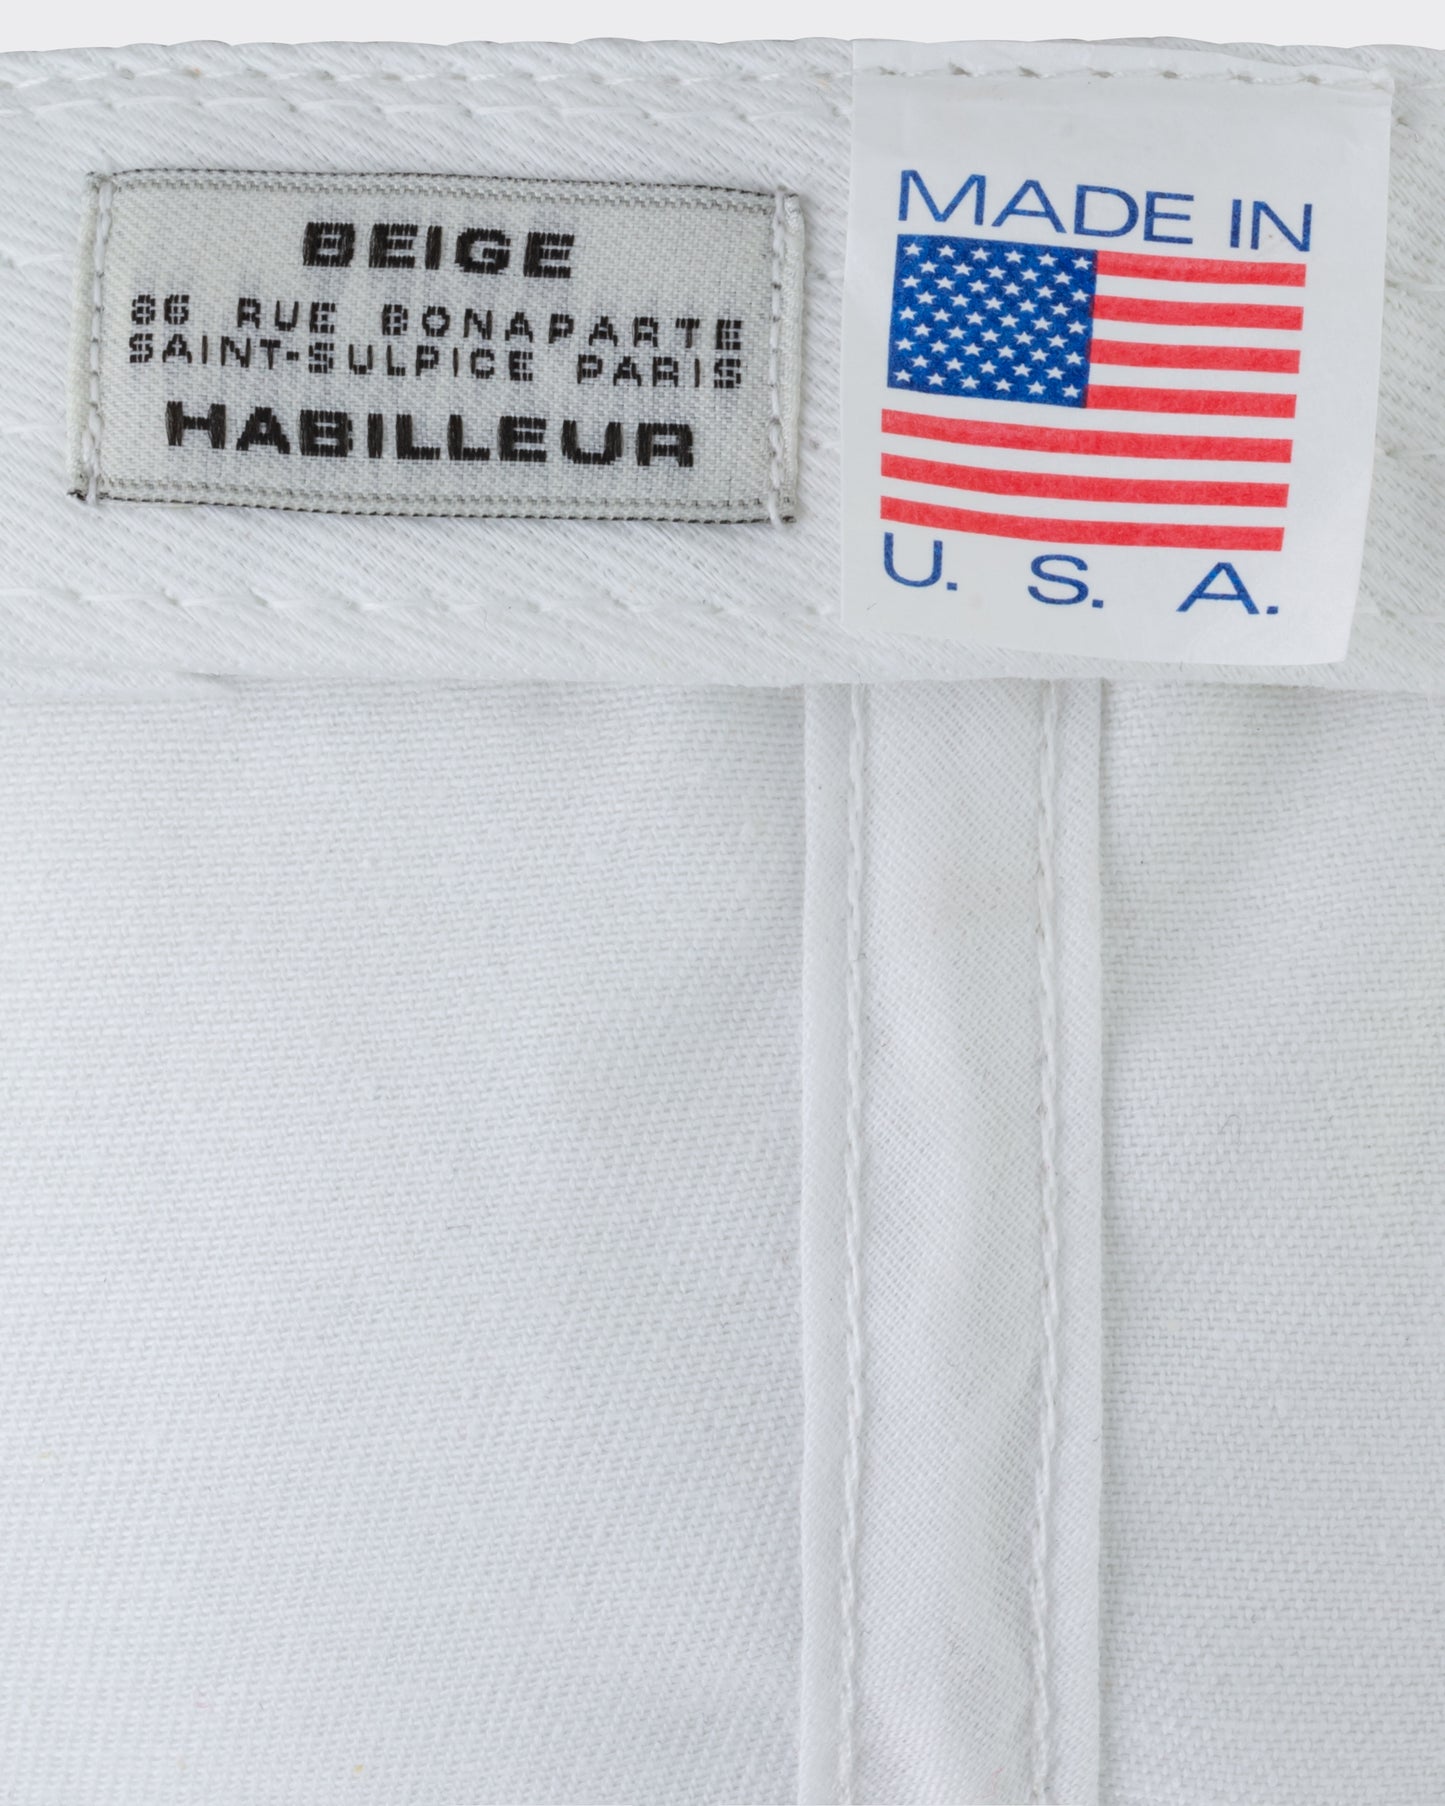 BEIGE
86 RUE BONAPARTE
SAINT-SULPICE PARIS
HABILLEUR
MADE IN
U. S. A.